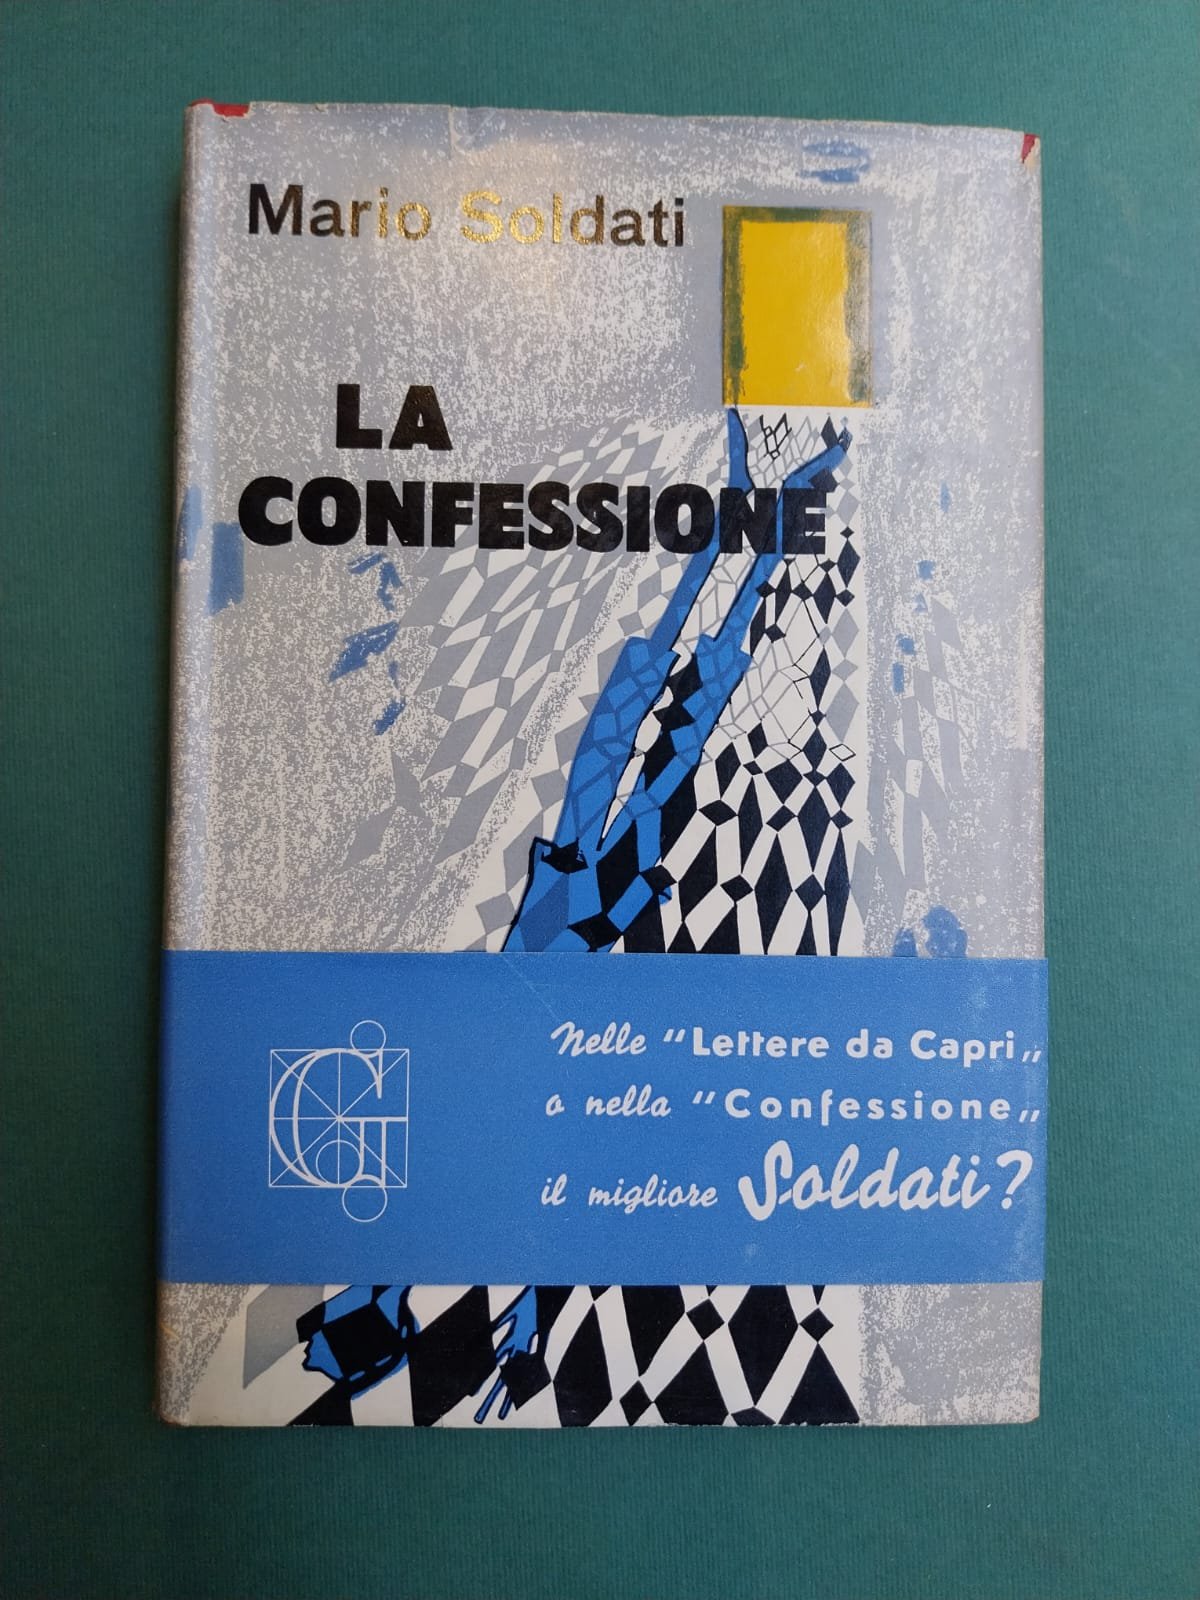 Mario Soldati
LA
CONFESSIONE
G
Nelle "Lettere da Capri„
o nella "Confessione„
il migliore Soldati?